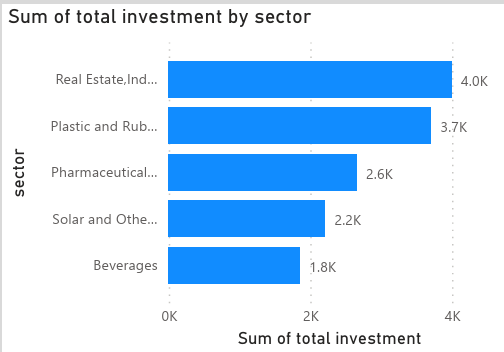 Sum of total investment by sector
Real Estate,Ind... 4.0K
Plastic and Rub... 3.7K
Pharmaceutical... 2.6K
Solar and Othe... 2.2K
Beverages 1.8K
sector
0K 2K 4K
Sum of total investment